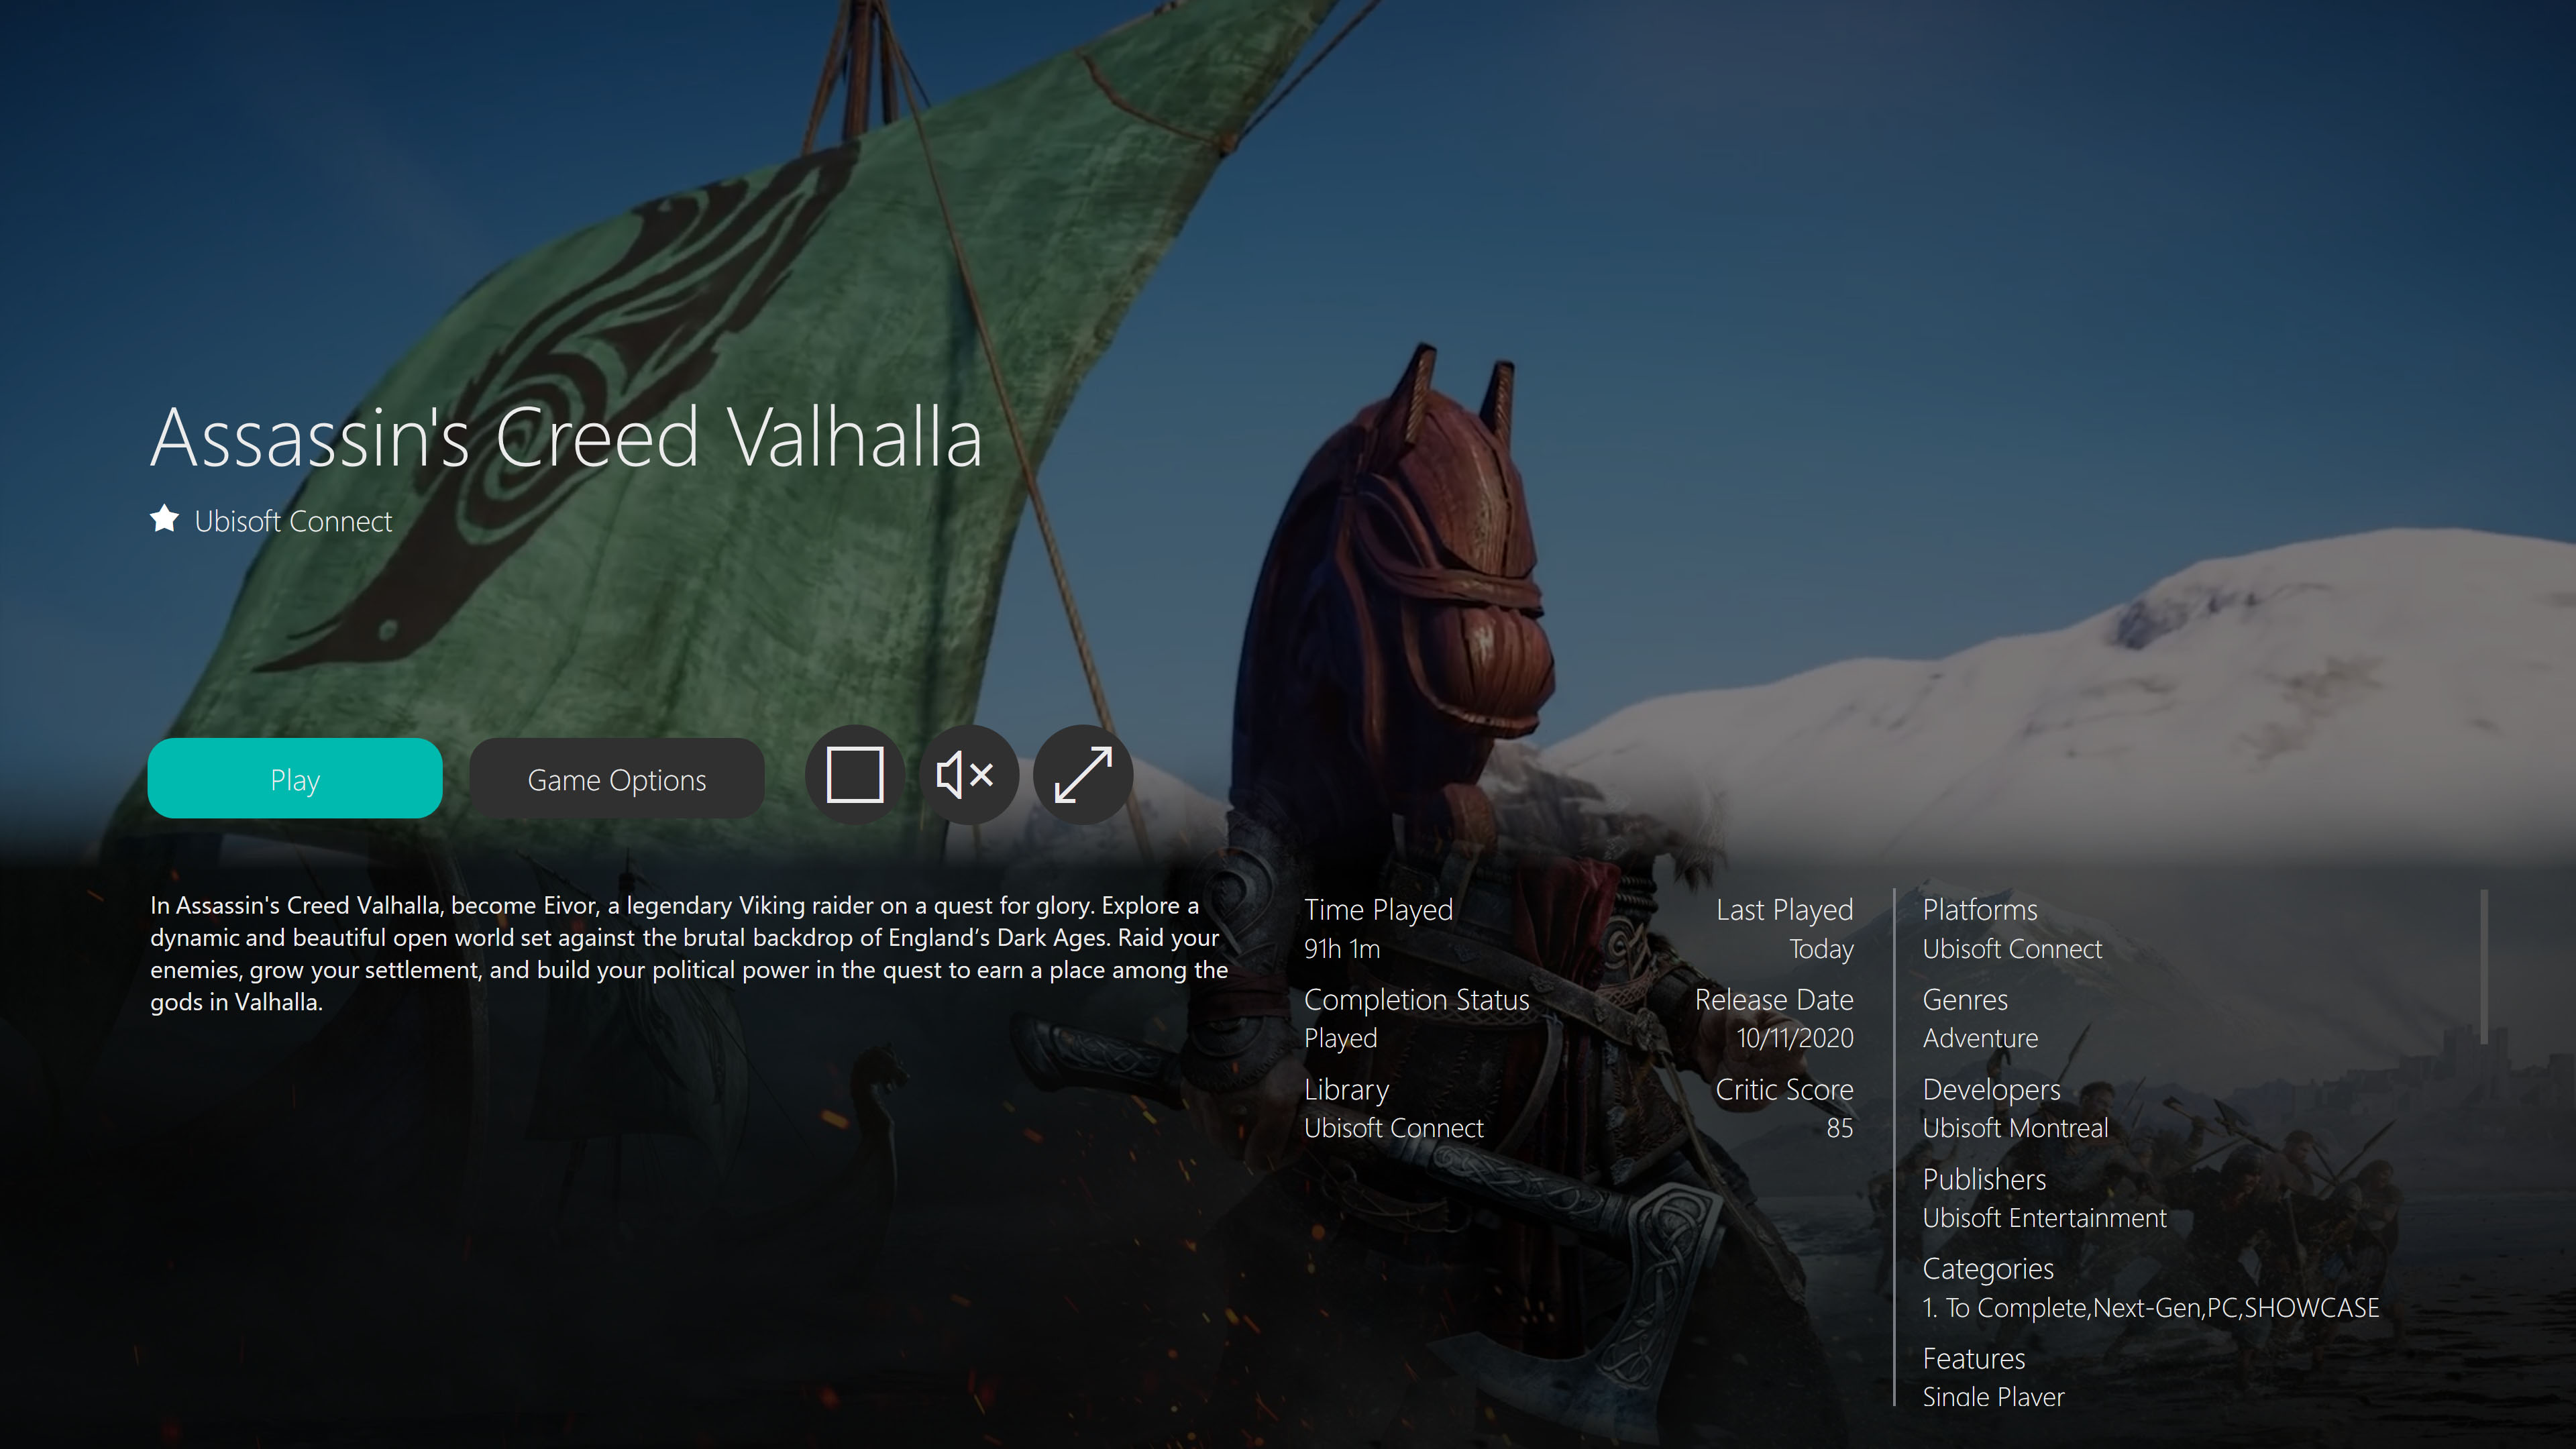 Assassin's Creed Valhalla
Ubisoft Connect
Play
Game Options
In Assassin's Creed Valhalla, become Eivor, a legendary Viking raider on a quest for glory. Explore a
dynamic and beautiful open world set against the brutal backdrop of England’s Dark Ages. Raid your
enemies, grow your settlement, and build your political power in the quest to earn a place among the
gods in Valhalla.
Time Played
91h 1m
Completion Status
Played
Library
Ubisoft Connect
Last Played
Today
Release Date
10/11/2020
Critic Score
85
Platforms
Ubisoft Connect
Genres
Adventure
Developers
Ubisoft Montreal
Publishers
Ubisoft Entertainment
Categories
1. To Complete,Next-Gen,PC,SHOWCASE
Features
Single Player